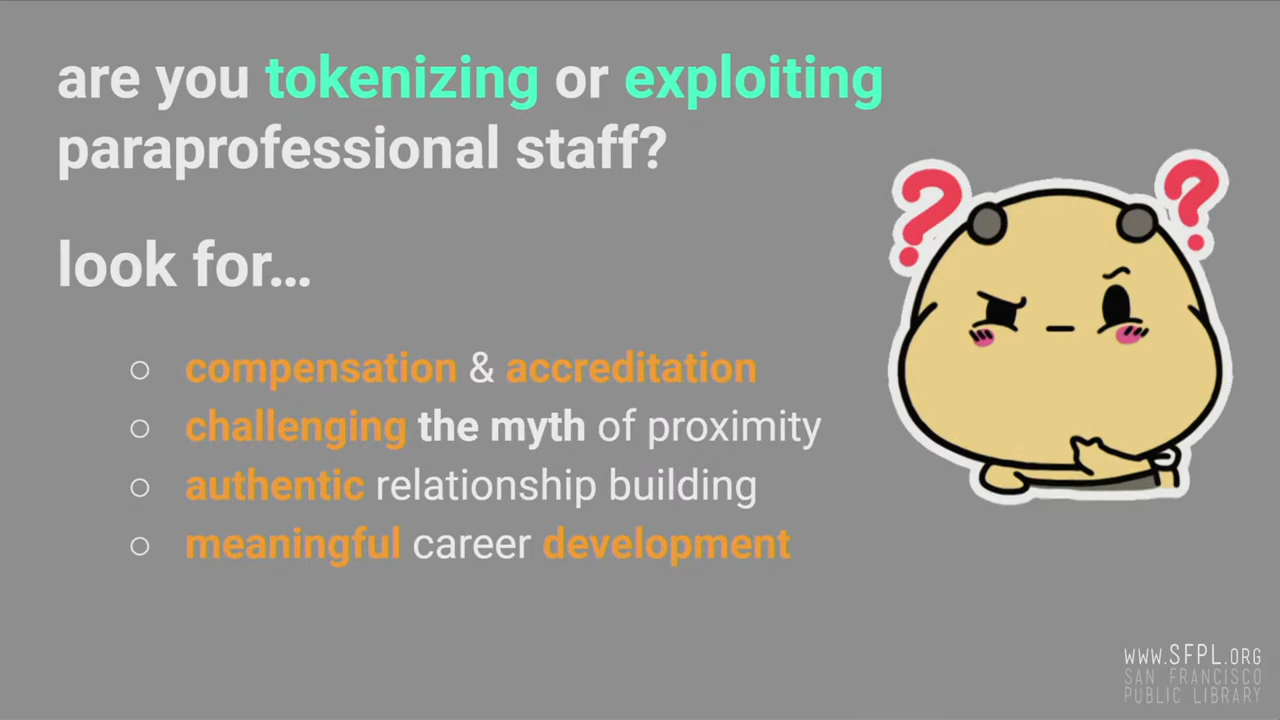 are you tokenizing or exploiting
paraprofessional staff?
look for...
compensation & accreditation
challenging the myth of proximity
authentic relationship building
meaningful career development
? ?
www.SFPL.ORG
SAN FRANCISCO
PUBLIC LIBRARY